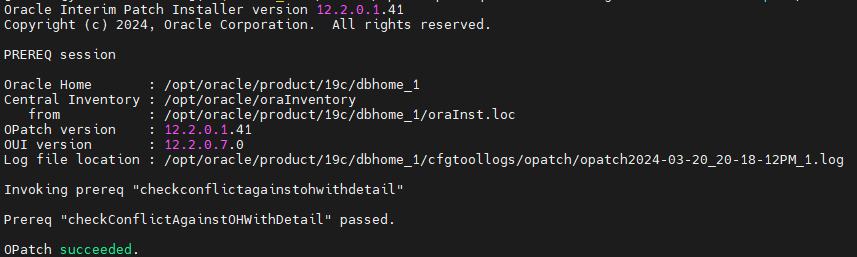 Oracle Interim Patch Installer version 12.2.0.1.41
Copyright (c) 2024, Oracle Corporation.  All rights reserved.
PREREQ session
Oracle Home       : /opt/oracle/product/19c/dbhome_1
Central Inventory : /opt/oracle/oraInventory
   from           : /opt/oracle/product/19c/dbhome_1/oraInst.loc
OPatch version    : 12.2.0.1.41
OUI version       : 12.2.0.7.0
Log file location : /opt/oracle/product/19c/dbhome_1/cfgtoollogs/opatch/opatch2024-03-20_20-18-12PM_1.log
Invoking prereq "checkconflictagainstohwithdetail"
Prereq "checkConflictAgainstOHWithDetail" passed.
OPatch succeeded.